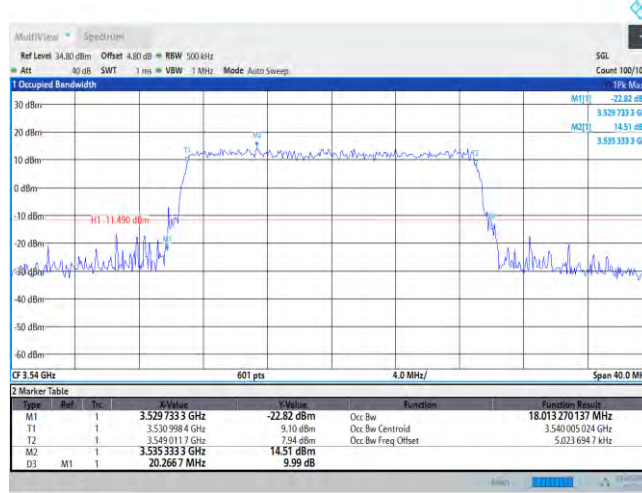 MultiView Spectrum
Ref Level 34.80 dBm Offset 4.80 dB RBW 500 kHz SGL
Att 40 dB SWT 1 ms VBW 1 MHz Mode Auto Sweep Count 100/10
1 Occupied Bandwidth 1Pk Ma
M1[1] -22.82 dB
30 dBm
3.529 733 3 G
M2[1] 14.51 dB
20 dBm
3.535 333 3 G
M2
T1 T2
10 dBm
0 dBm
-10 dBm
H1 -11.490 dBm
-20 dBm
M1
-30 dBm
-40 dBm
-50 dBm
-60 dBm
CF 3.54 GHz 601 pts 4.0 MHz/ Span 40.0 M
2 Marker Table
Type Ref Trc X-Value Y-Value Function Function Result
M1 1 3.529 733 3 GHz -22.82 dBm Occ Bw 18.013 270 137 MHz
T1 1 3.530 998 4 GHz 9.10 dBm Occ Bw Centroid 3.540 005 024 GHz
T2 1 3.549 011 7 GHz 7.94 dBm Occ Bw Freq Offset 5.023 694 7 kHz
M2 1 3.535 333 3 GHz 14.51 dBm
D3 M1 1 20.266 7 MHz 9.99 dB